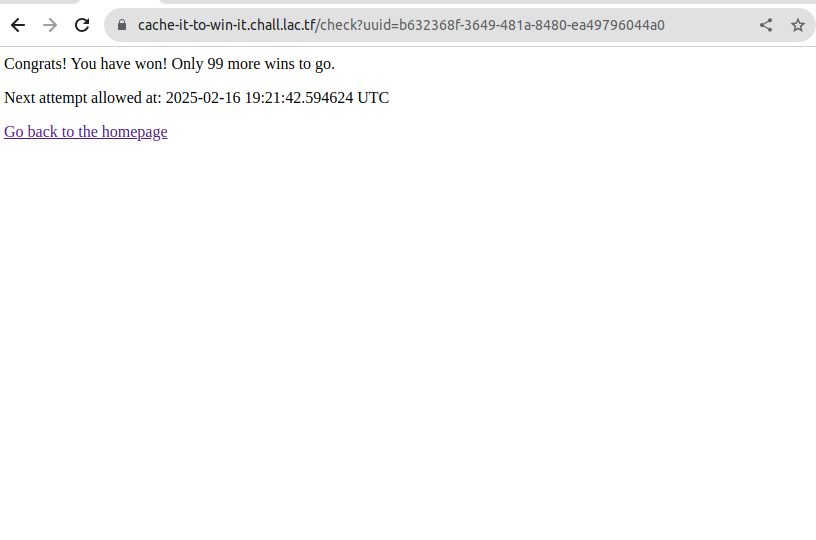 cache-it-to-win-it.chall.lac.tf/check?uuid=b632368f-3649-481a-8480-ea49796044a0
Congrats! You have won! Only 99 more wins to go.
Next attempt allowed at: 2025-02-16 19:21:42.594624 UTC
Go back to the homepage